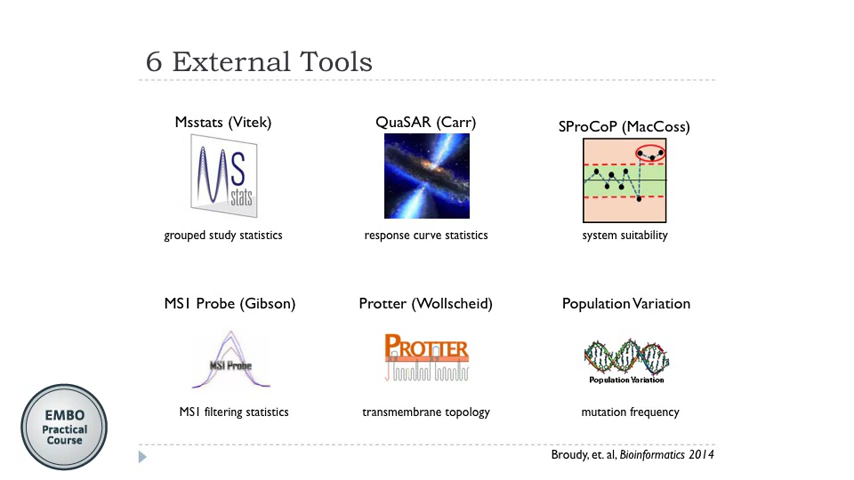 6 External Tools
Msstats (Vitek)
QuaSAR (Carr)
SProCoP (MacCoss)
MS
stats
grouped study statistics
response curve statistics
system suitability
MS1 Probe (Gibson)
Protter (Wollscheid)
Population Variation
MS1 Probe
PROTTER
Population Variation
MS1 filtering statistics
transmembrane topology
mutation frequency
EMBO
Practical
Course
Broudy, et. al, Bioinformatics 2014